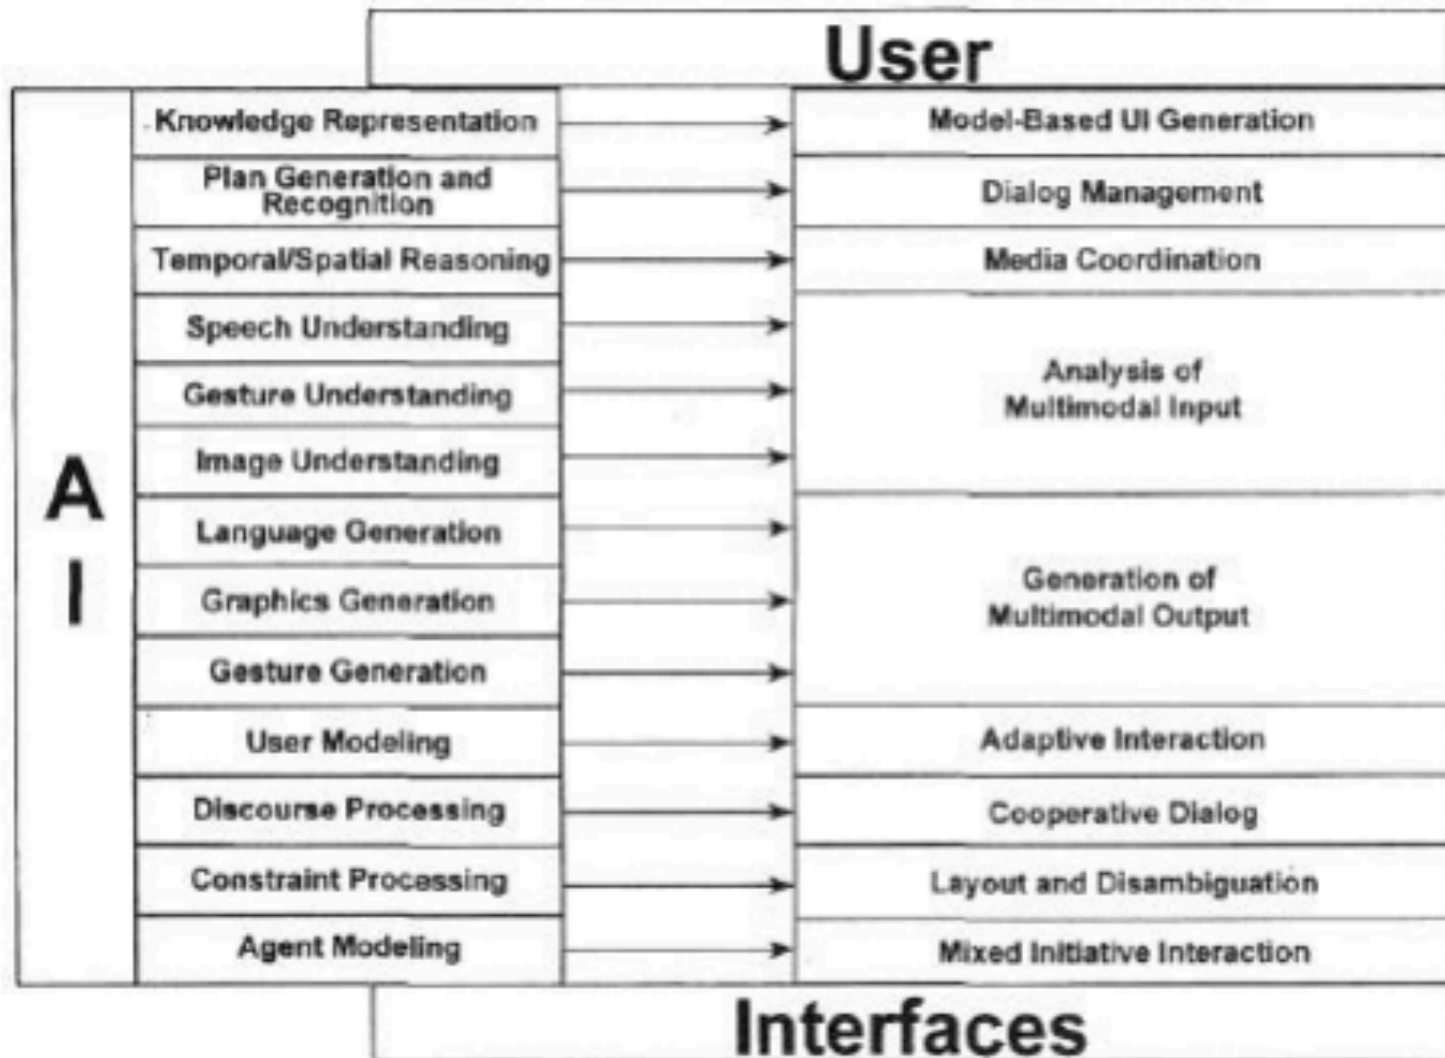 User
AI
Knowledge Representation
Model-Based UI Generation
Plan Generation and
Recognition
Dialog Management
Temporal/Spatial Reasoning
Media Coordination
Speech Understanding
Gesture Understanding
Image Understanding
Analysis of
Multimodal Input
Language Generation
Graphics Generation
Gesture Generation
Generation of
Multimodal Output
User Modeling
Adaptive Interaction
Discourse Processing
Cooperative Dialog
Constraint Processing
Layout and Disambiguation
Agent Modeling
Mixed Initiative Interaction
Interfaces